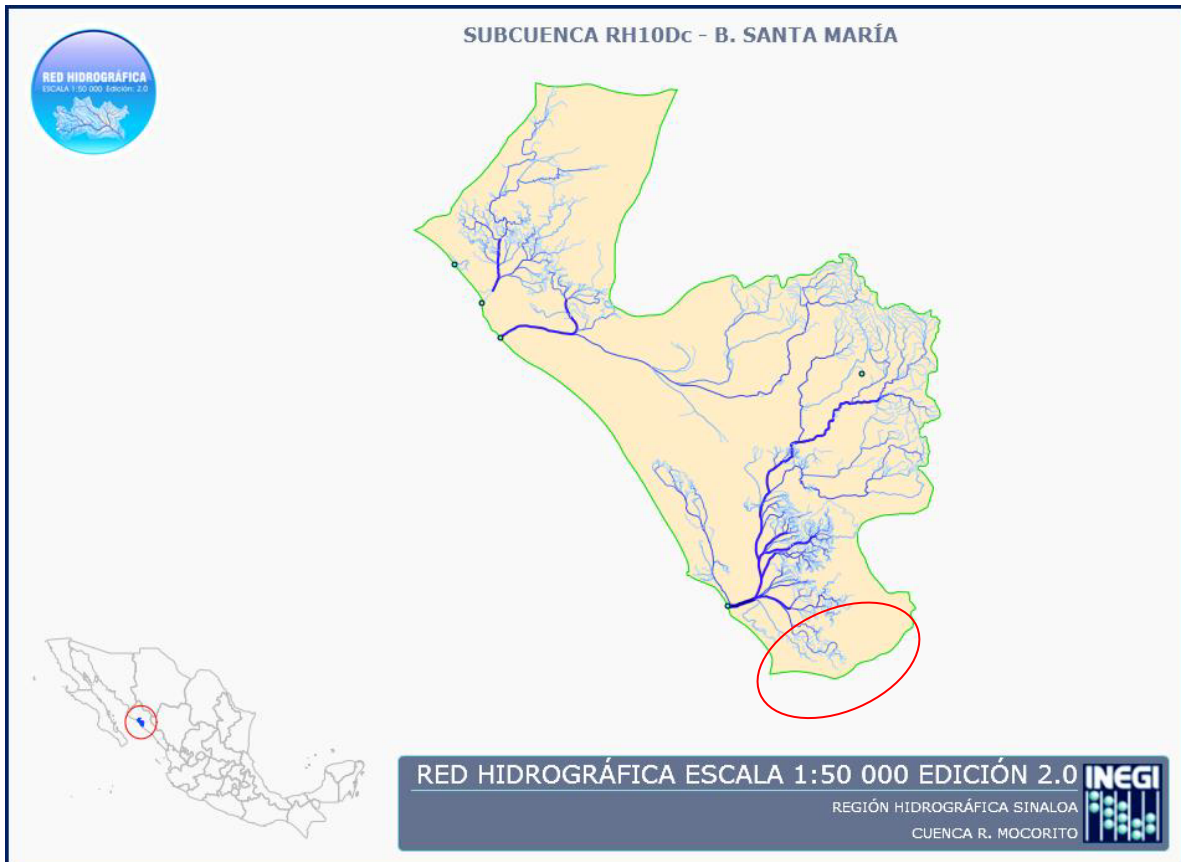 SUBCUENCA RH10Dc - B. SANTA MARÍA
RED HIDROGRÁFICA
ESCALA 1:50 000 Edición: 2.0
RED HIDROGRÁFICA ESCALA 1:50 000 EDICIÓN 2.0
INEGI
REGIÓN HIDROGRÁFICA SINALOA
CUENCA R. MOCORITO